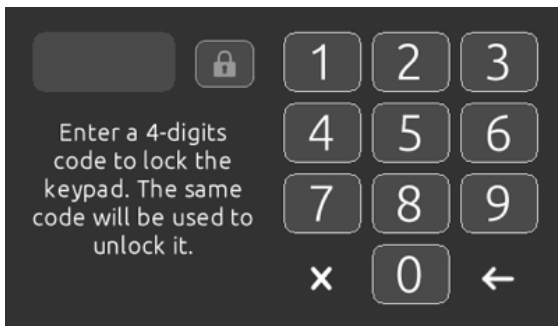 1 2 3
Enter a 4-digits
code to lock the
keypad. The same
code will be used to
unlock it.
4 5 6
7 8 9
0